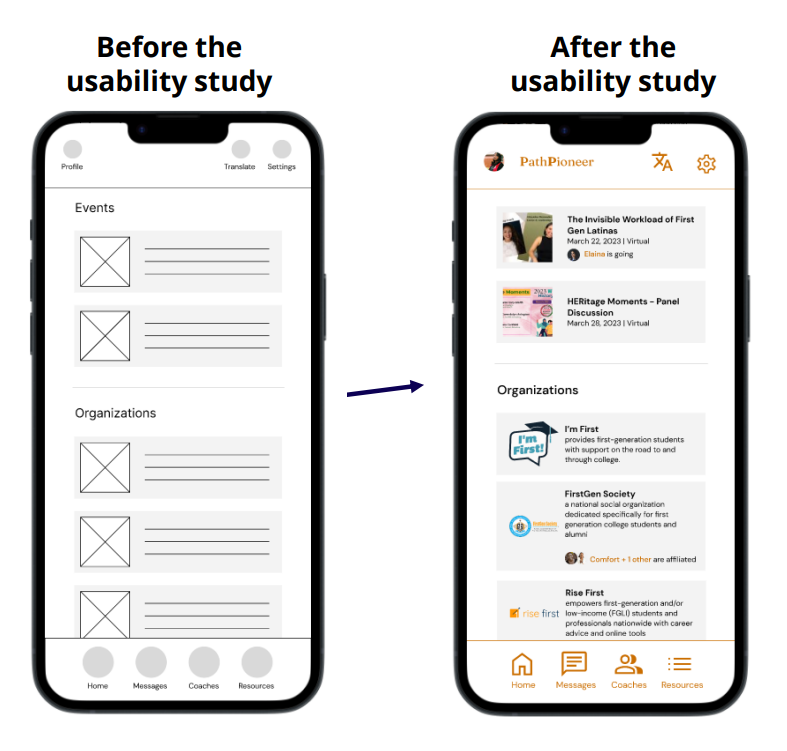 Before the
usability study
After the
usability study
Profile
Translate
Settings
Events
Organizations
Home
Messages
Coaches
Resources
PathPioneer
The Invisible Workload of First
Gen Latinas
March 22, 2023 | Virtual
Elaina is going
Moments
2023
HERitage Moments - Panel
Discussion
March 28, 2023 | Virtual
Organizations
I'm
First!
I'm First
provides first-generation students
with support on the road to and
through college.
FirstGen Society
a national social organization
dedicated specifically for first
generation college students and
alumni
Comfort + 1 other are affliated
rise first
Rise First
empowers first-generation and/or
low-income (FGLI) students and
professionals nationwide with career
advice and online tools
Home
Messages
Coaches
Resources